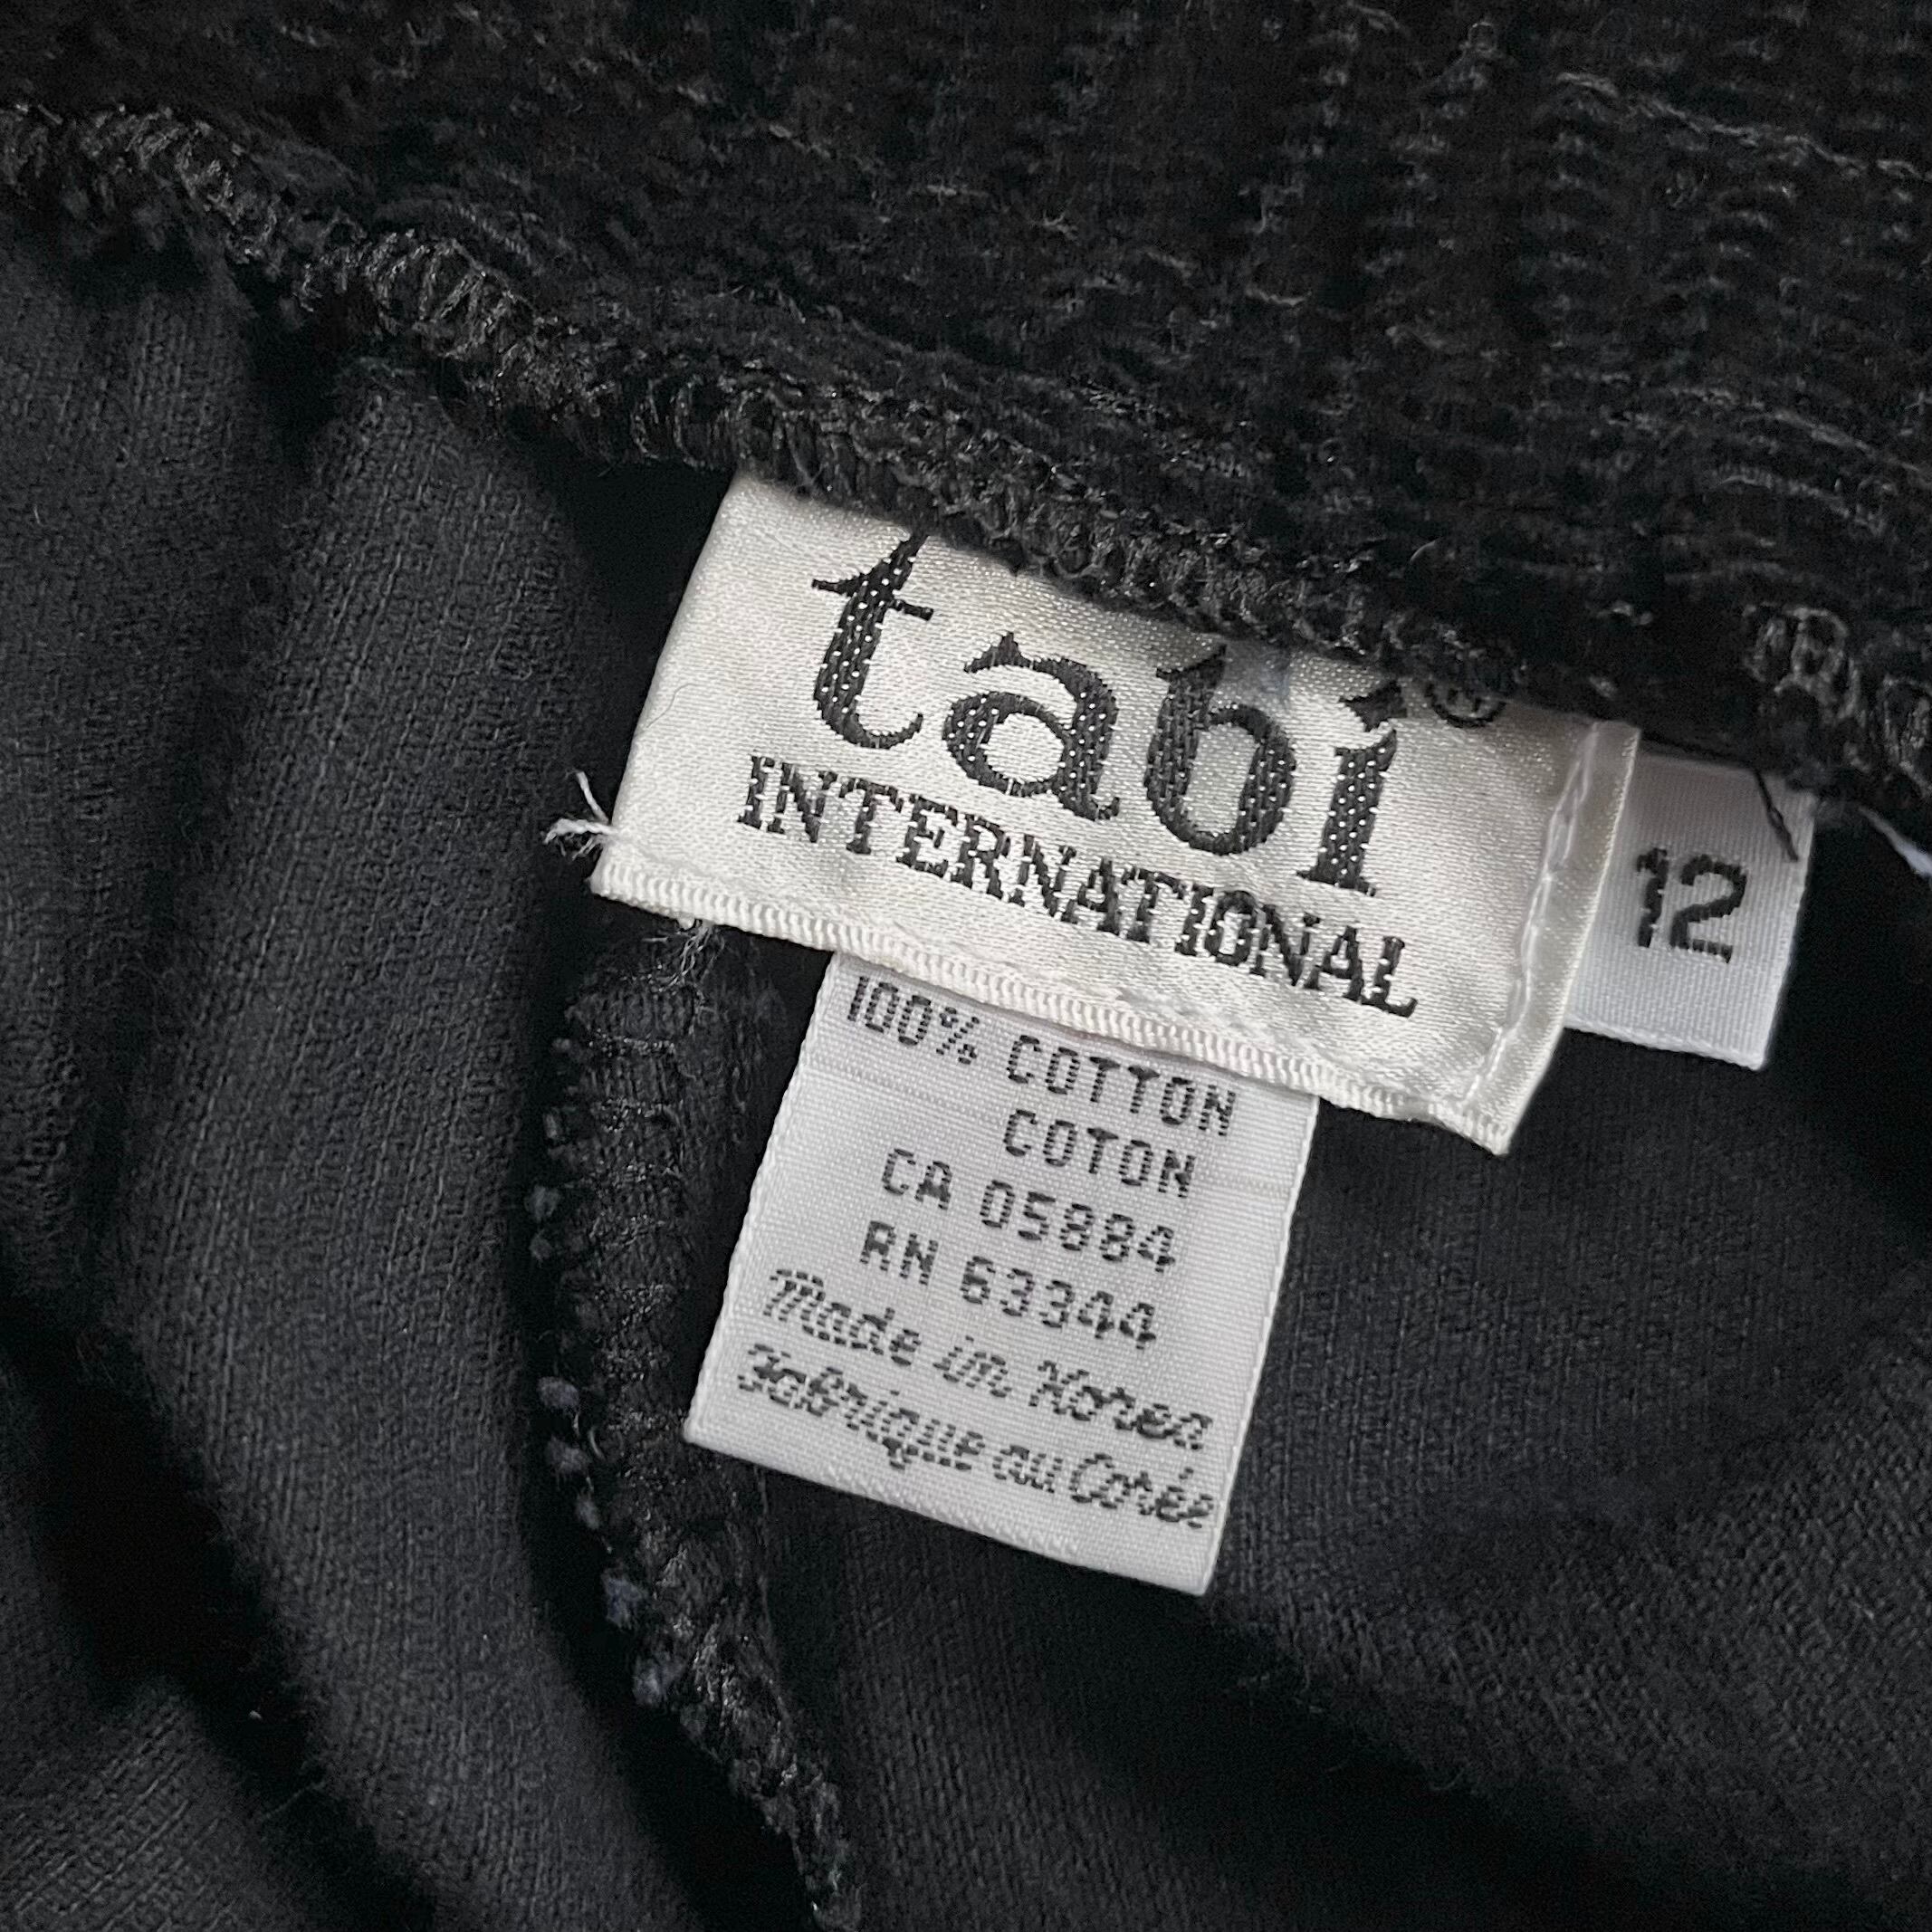 tabi®
INTERNATIONAL
12
100% COTTON
COTON
CA 05884
RN 63344
Made in Korea
Fabrique au Corée